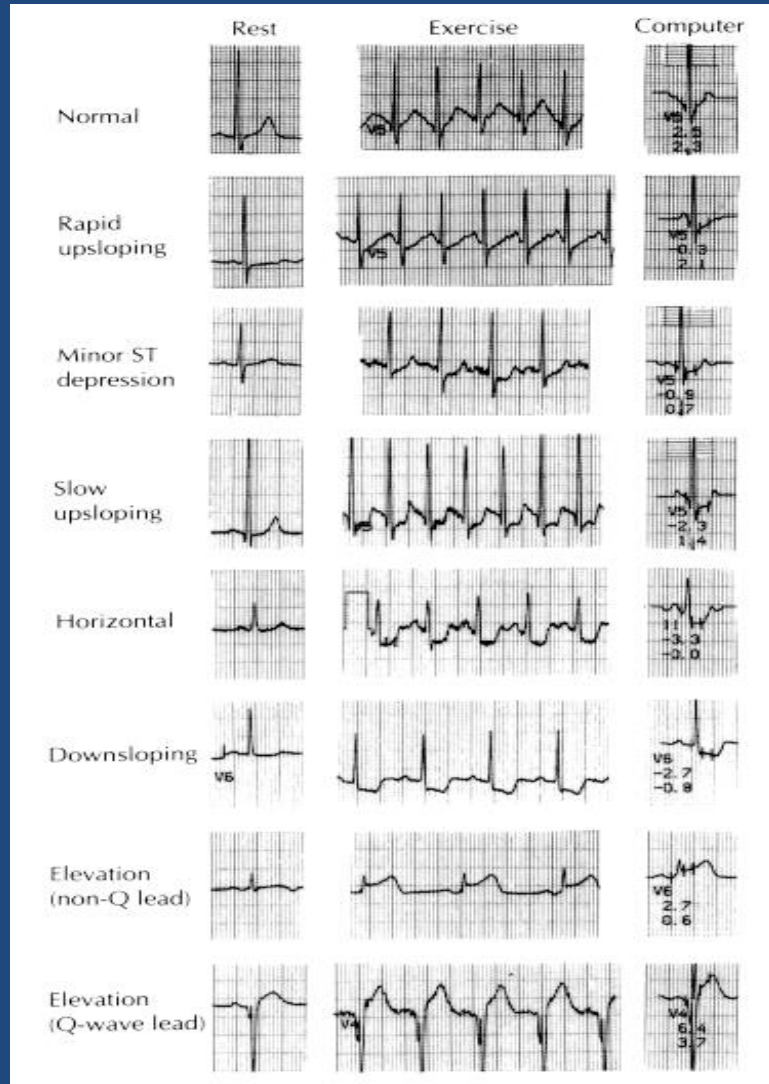 Rest Exercise Computer
Normal
V5
2.3
Rapid
upsloping
V5
V5
-0.3
2.1
Minor ST
depression
V5
-0.9
0.7
Slow
upsloping
V5
-2.3
1.4
Horizontal
II
-3.3
-0.0
Downsloping
V6
V6
-2.7
-0.8
Elevation
(non-Q lead)
V6
2.7
0.6
Elevation
(Q-wave lead)
V4
V4
6.4
3.7